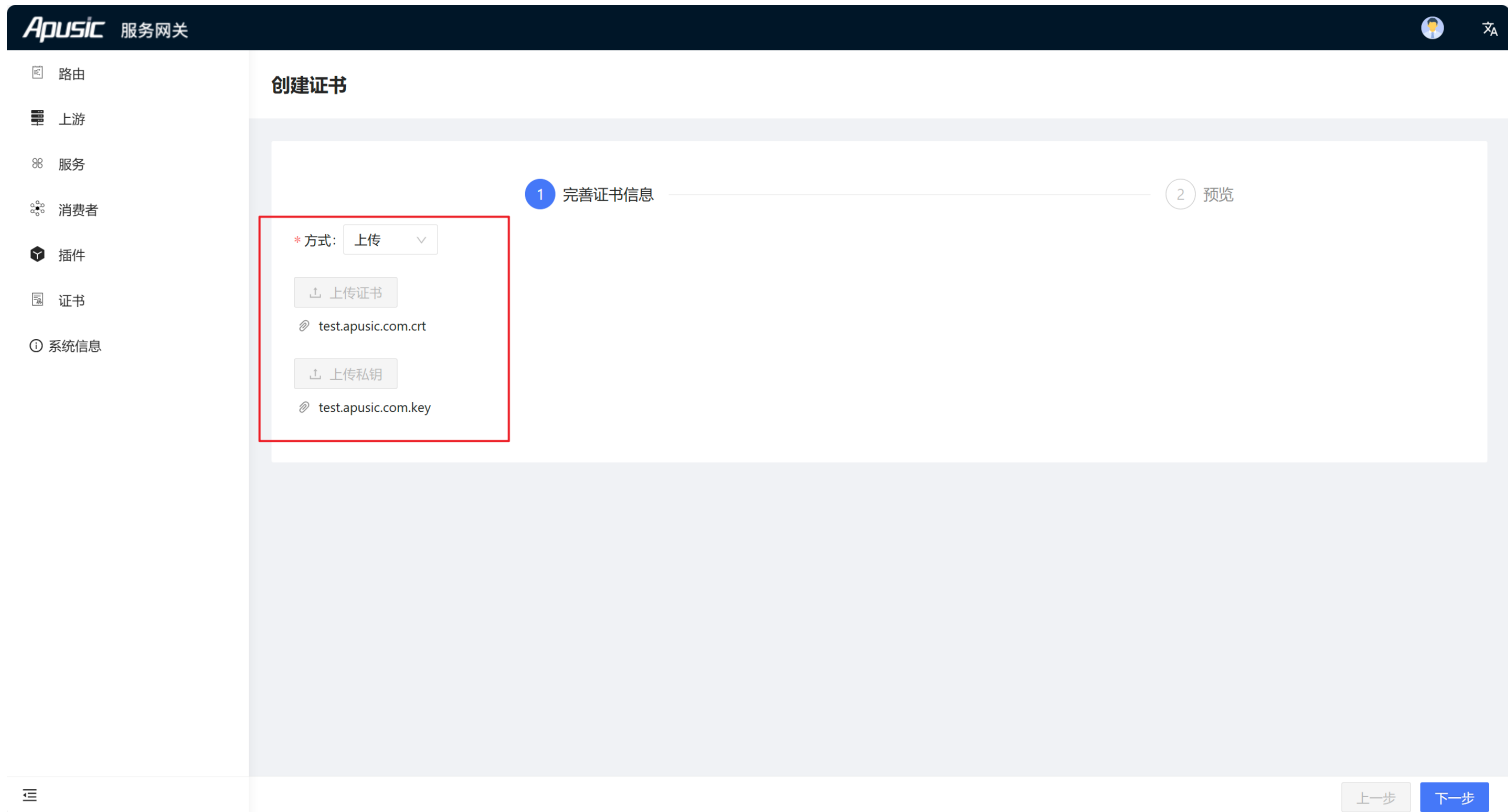 Apusic 服务网关
路由
上游
服务
消费者
插件
证书
系统信息
创建证书
1 完善证书信息
2 预览
* 方式: 上传
上传证书
test.apusic.com.crt
上传私钥
test.apusic.com.key
上一步 下一步